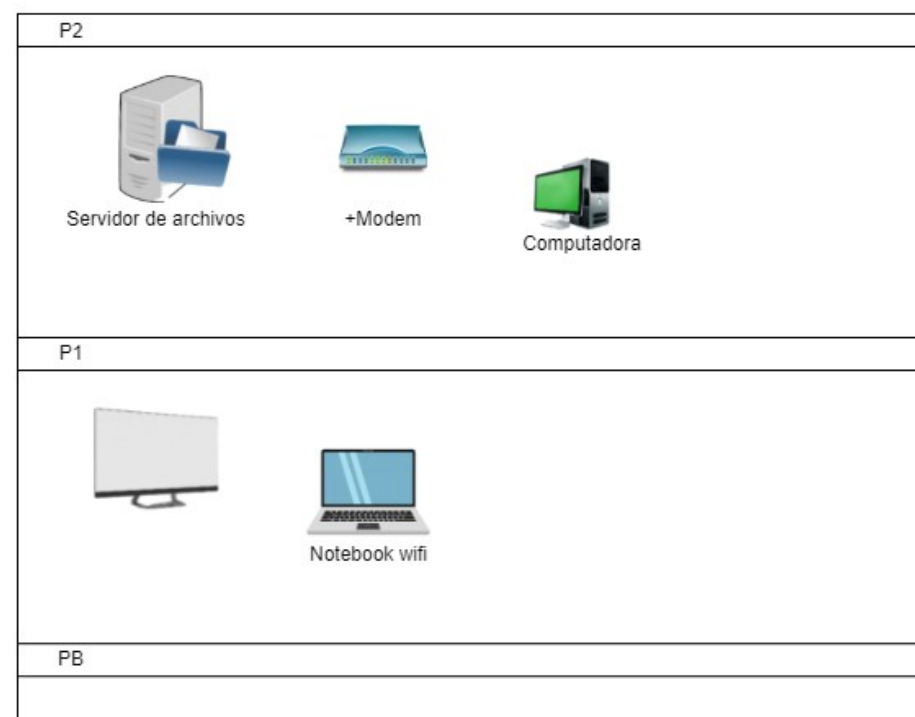 P2
Servidor de archivos
+Modem
Computadora
P1
Notebook wifi
PB